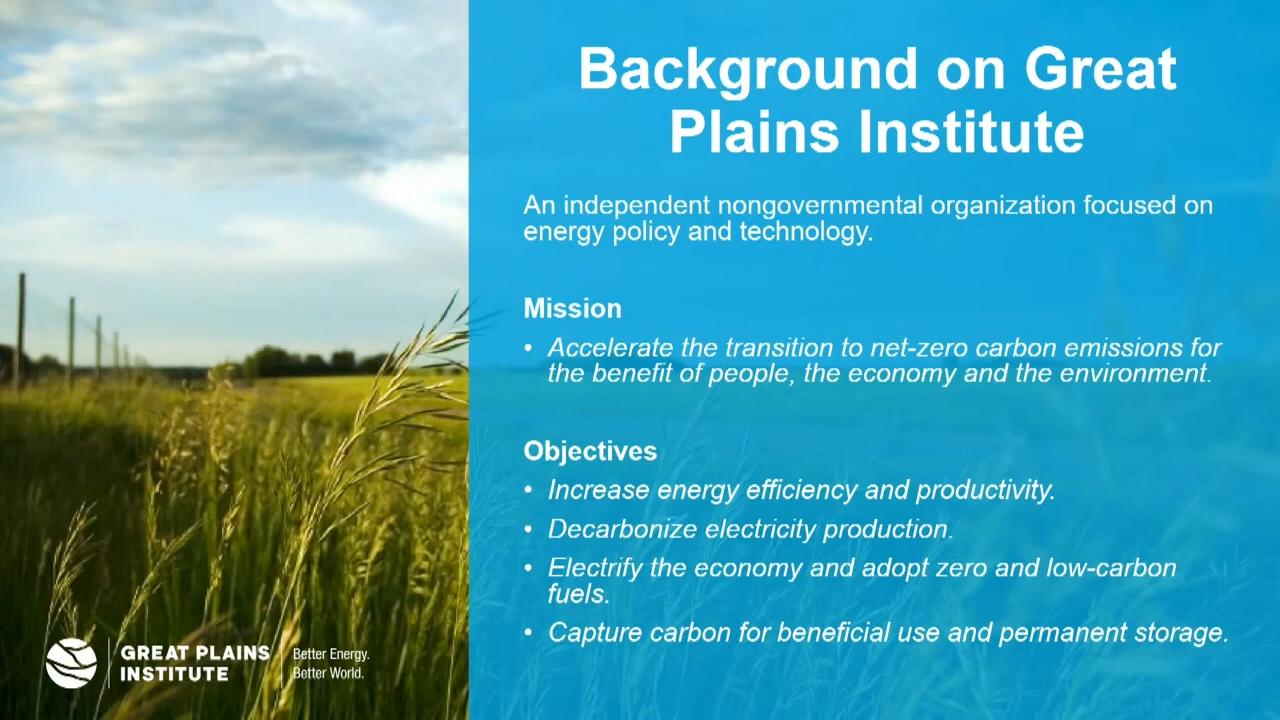 Background on Great
Plains Institute
An independent nongovernmental organization focused on
energy policy and technology.
Mission
• Accelerate the transition to net-zero carbon emissions for
the benefit of people, the economy and the environment.
Objectives
• Increase energy efficiency and productivity.
• Decarbonize electricity production.
• Electrify the economy and adopt zero and low-carbon
fuels.
• Capture carbon for beneficial use and permanent storage.
GREAT PLAINS
INSTITUTE
Better Energy.
Better World.